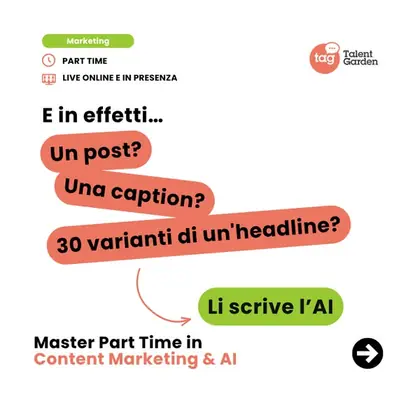 Marketing
PART TIME
LIVE ONLINE E IN PRESENZA
tag
Talent
Garden
E in effetti...
Un post?
Una caption?
30 varianti di un'headline?
Li scrive l’AI
Master Part Time in
Content Marketing & AI